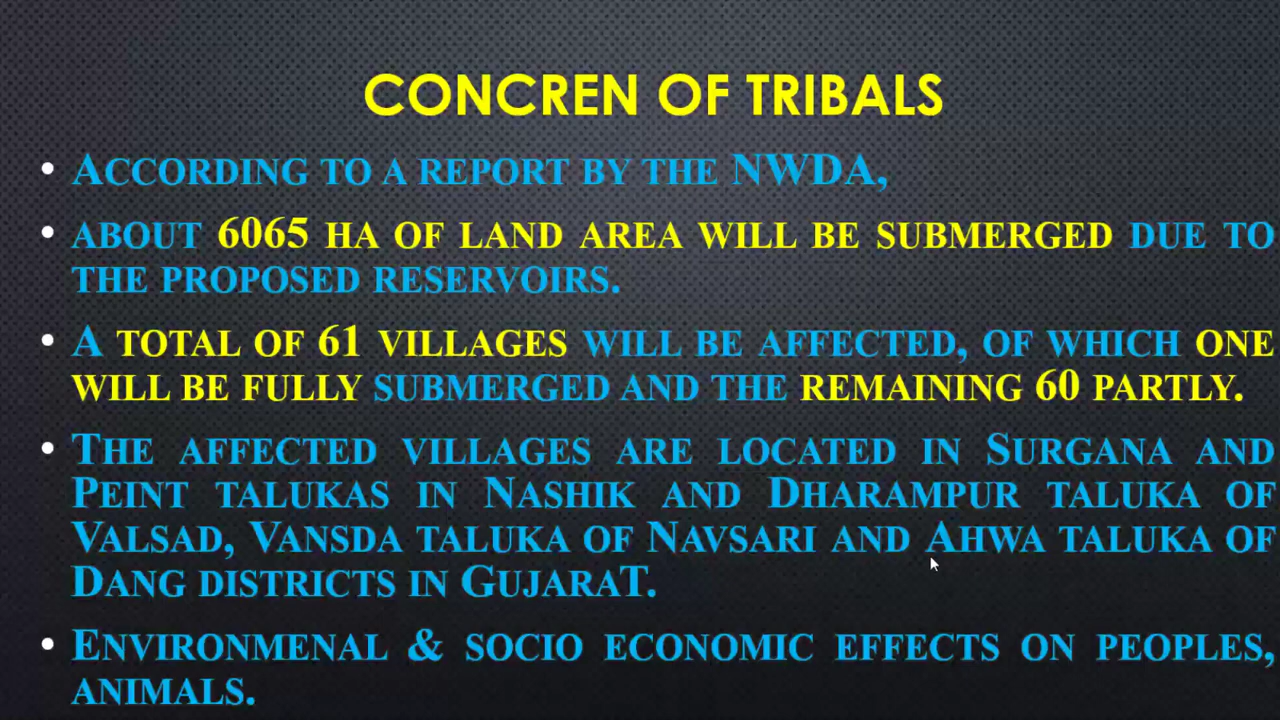 CONCREN OF TRIBALS
• ACCORDING TO A REPORT BY THE NWDA,
• ABOUT 6065 HA OF LAND AREA WILL BE SUBMERGED DUE TO
THE PROPOSED RESERVOIRS.
• A TOTAL OF 61 VILLAGES WILL BE AFFECTED, OF WHICH ONE
WILL BE FULLY SUBMERGED AND THE REMAINING 60 PARTLY.
• THE AFFECTED VILLAGES ARE LOCATED IN SURGANA AND
PEINT TALUKAS IN NASHIK AND DHARAMPUR TALUKA OF
VALSAD, VANSDA TALUKA OF NAVSARI AND AHWA TALUKA OF
DANG DISTRICTS IN GUJARAT.
• ENVIRONMENAL & SOCIO ECONOMIC EFFECTS ON PEOPLES,
ANIMALS.